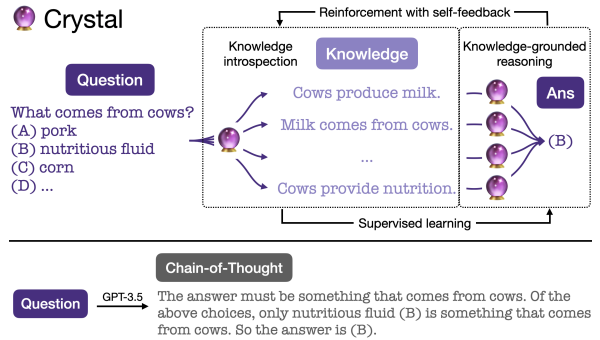 Crystal
Reinforcement with self-feedback
Knowledge introspection
Knowledge
Knowledge-grounded reasoning
Question
What comes from cows?
(A) pork
(B) nutritious fluid
(C) corn
(D) ...
Cows produce milk.
Milk comes from cows.
...
Cows provide nutrition.
Ans
(B)
Supervised learning
Chain-of-Thought
Question
GPT-3.5
The answer must be something that comes from cows. Of the
above choices, only nutritious fluid (B) is something that comes
from cows. So the answer is (B).